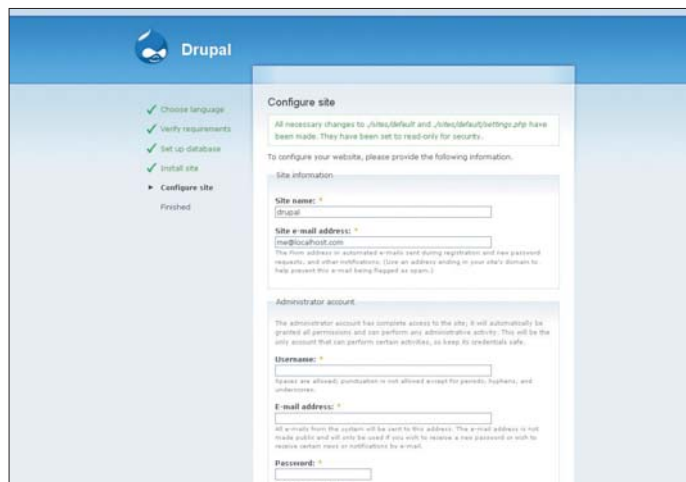 Drupal
Choose language
Verify requirements
Set up database
Install site
Configure site
Finished
Configure site
All necessary changes to ./sites/default and ./sites/default/settings.php have
been made. They have been set to read-only for security.
To configure your website, please provide the following information.
Site information
Site name: *
drupal
Site e-mail address: *
me@localhost.com
The From address in automated e-mails sent during registration and new password
requests, and other notifications. (Use an address ending in your site's domain to
help prevent this e-mail being flagged as spam.)
Administrator account
The administrator account has complete access to the site; it will automatically be
granted all permissions and can perform any administrative activity. This will be the
only account that can perform certain activities, so keep its credentials safe.
Username: *
Spaces are allowed; punctuation is not allowed except for periods, hyphens, and
underscores.
E-mail address: *
All e-mails from the system will be sent to this address. The e-mail address is not
made public and will only be used if you wish to receive a new password or wish to
receive certain news or notifications by e-mail.
Password: *